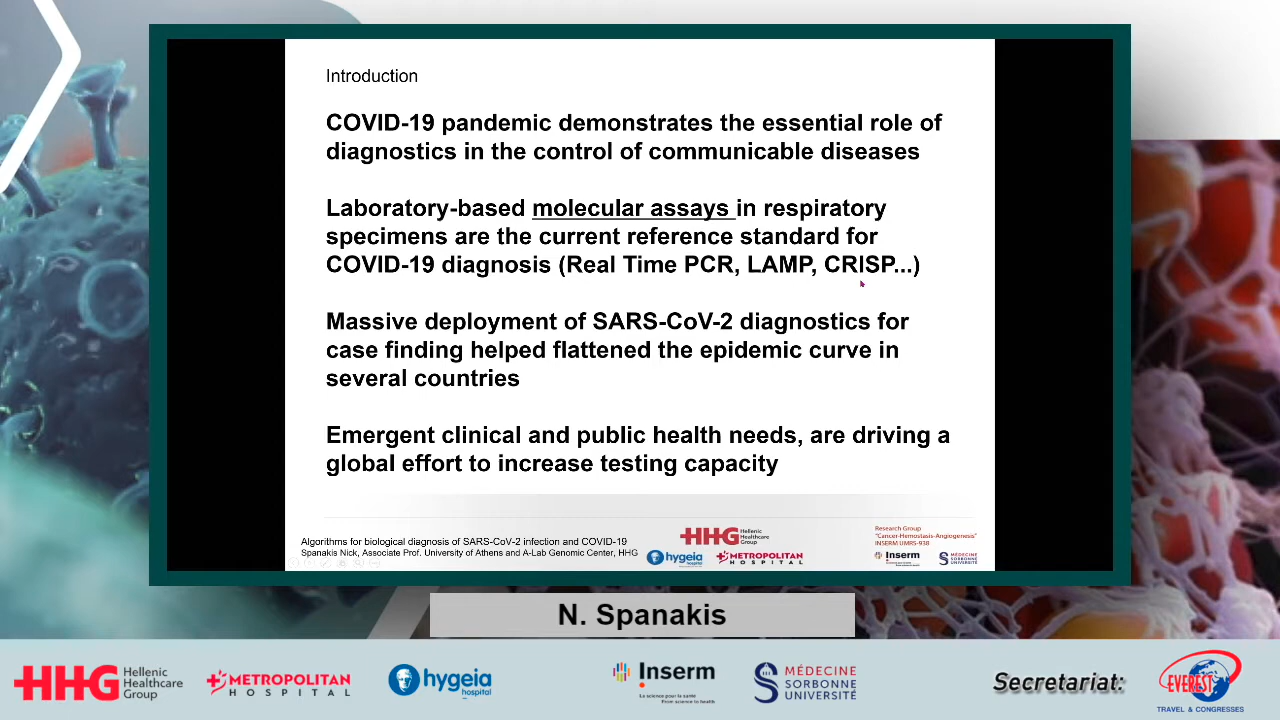 Introduction
COVID-19 pandemic demonstrates the essential role of
diagnostics in the control of communicable diseases
Laboratory-based molecular assays in respiratory
specimens are the current reference standard for
COVID-19 diagnosis (Real Time PCR, LAMP, CRISP...)
Massive deployment of SARS-CoV-2 diagnostics for
case finding helped flattened the epidemic curve in
several countries
Emergent clinical and public health needs, are driving a
global effort to increase testing capacity
Algorithms for biological diagnosis of SARS-CoV-2 infection and COVID-19
Spanakis Nick, Associate Prof. University of Athens and A-Lab Genomic Center, HHG
HHG Hellenic
Healthcare
Group
hygeia
hospital
METROPOLITAN
HOSPITAL
Research Group
"Cancer-Hemostasis-Angiogenesis"
INSERM UMRS-938
Inserm
MÉDECINE
SORBONNE
UNIVERSITÉ
N. Spanakis
HHG Hellenic
Healthcare
Group
METROPOLITAN
HOSPITAL
hygeia
hospital
Inserm
La science pour la santé
From science to health
MÉDECINE
SORBONNE
UNIVERSITÉ
Secretariat:
EVEREST
TRAVEL & CONGRESSES